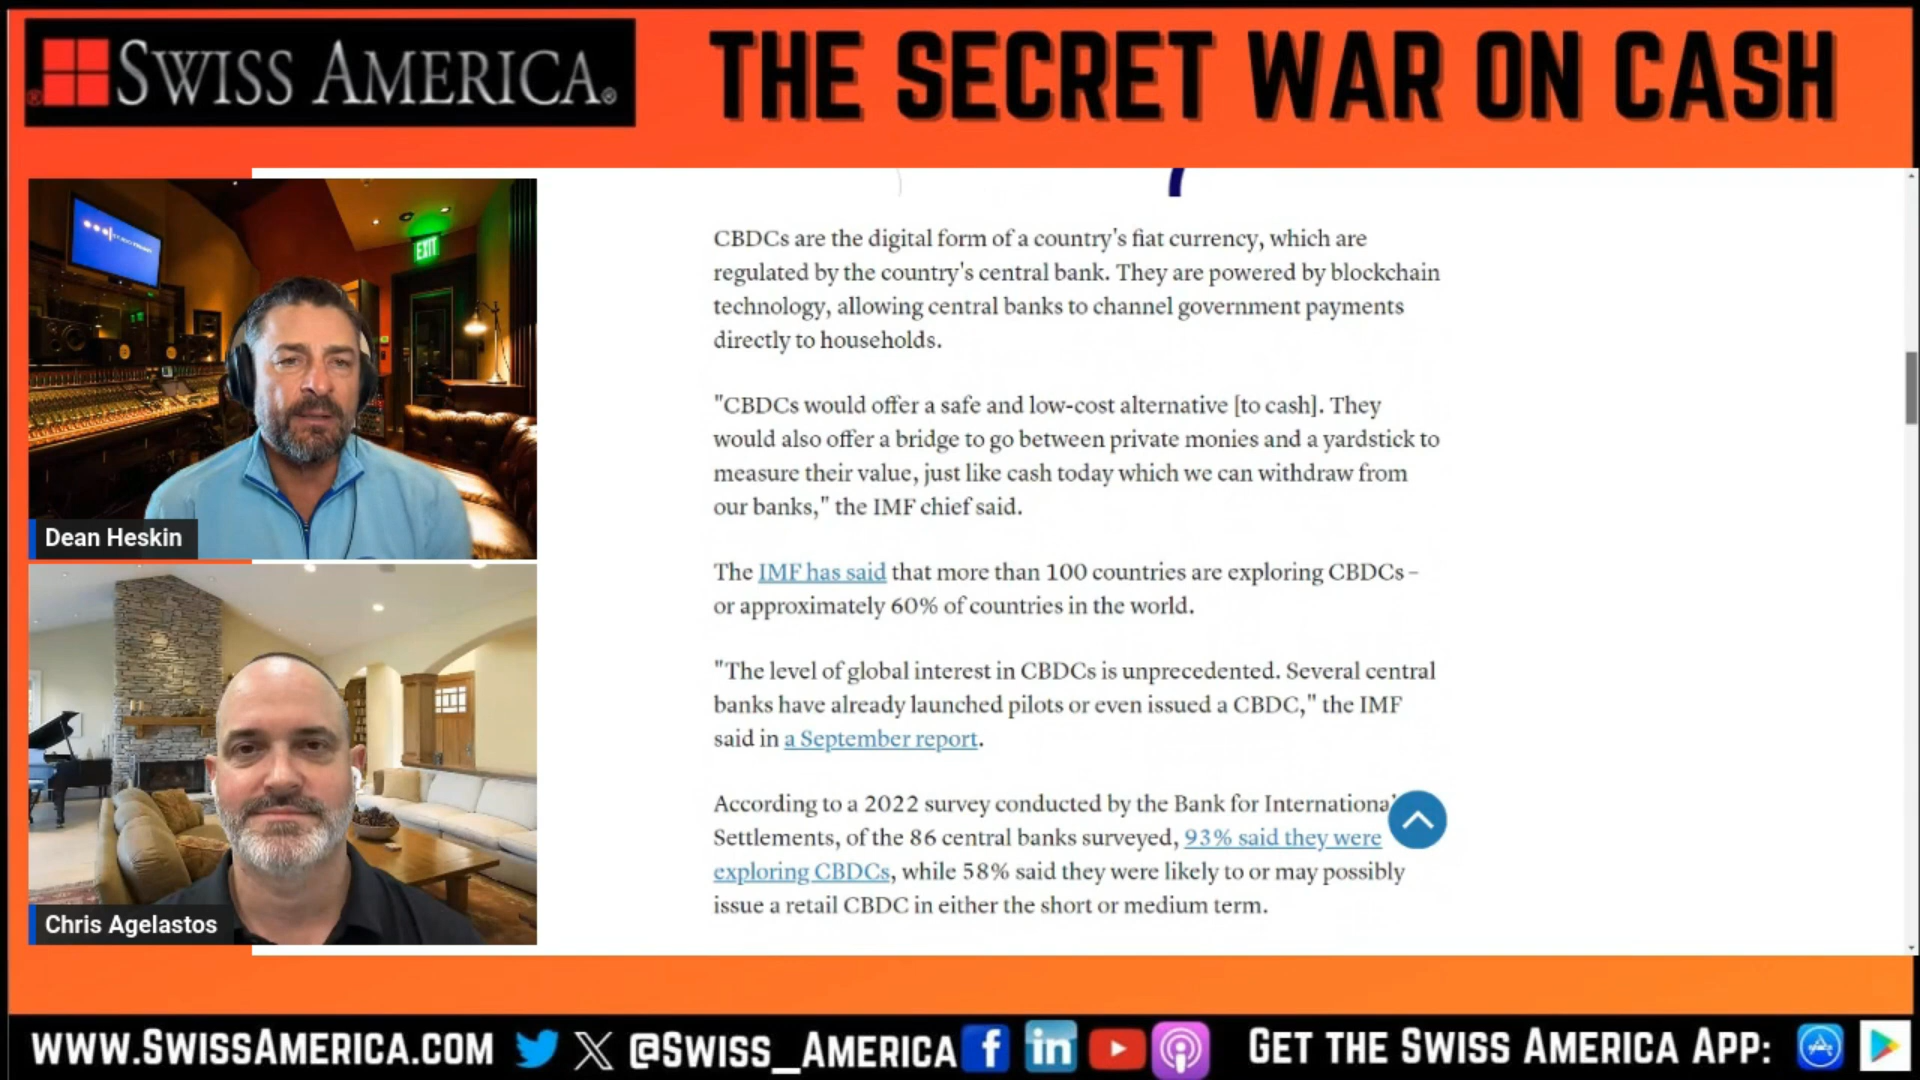 SWISS AMERICA®
THE SECRET WAR ON CASH
EXIT
Dean Heskin
Chris Agelastos
CBDCs are the digital form of a country's fiat currency, which are
regulated by the country's central bank. They are powered by blockchain
technology, allowing central banks to channel government payments
directly to households.
"CBDCs would offer a safe and low-cost alternative [to cash]. They
would also offer a bridge to go between private monies and a yardstick to
measure their value, just like cash today which we can withdraw from
our banks," the IMF chief said.
The IMF has said that more than 100 countries are exploring CBDCs –
or approximately 60% of countries in the world.
"The level of global interest in CBDCs is unprecedented. Several central
banks have already launched pilots or even issued a CBDC," the IMF
said in a September report.
According to a 2022 survey conducted by the Bank for International
Settlements, of the 86 central banks surveyed, 93% said they were
exploring CBDCs, while 58% said they were likely to or may possibly
issue a retail CBDC in either the short or medium term.
WWW.SWISSAMERICA.COM @SWISS_AMERICA GET THE SWISS AMERICA APP: